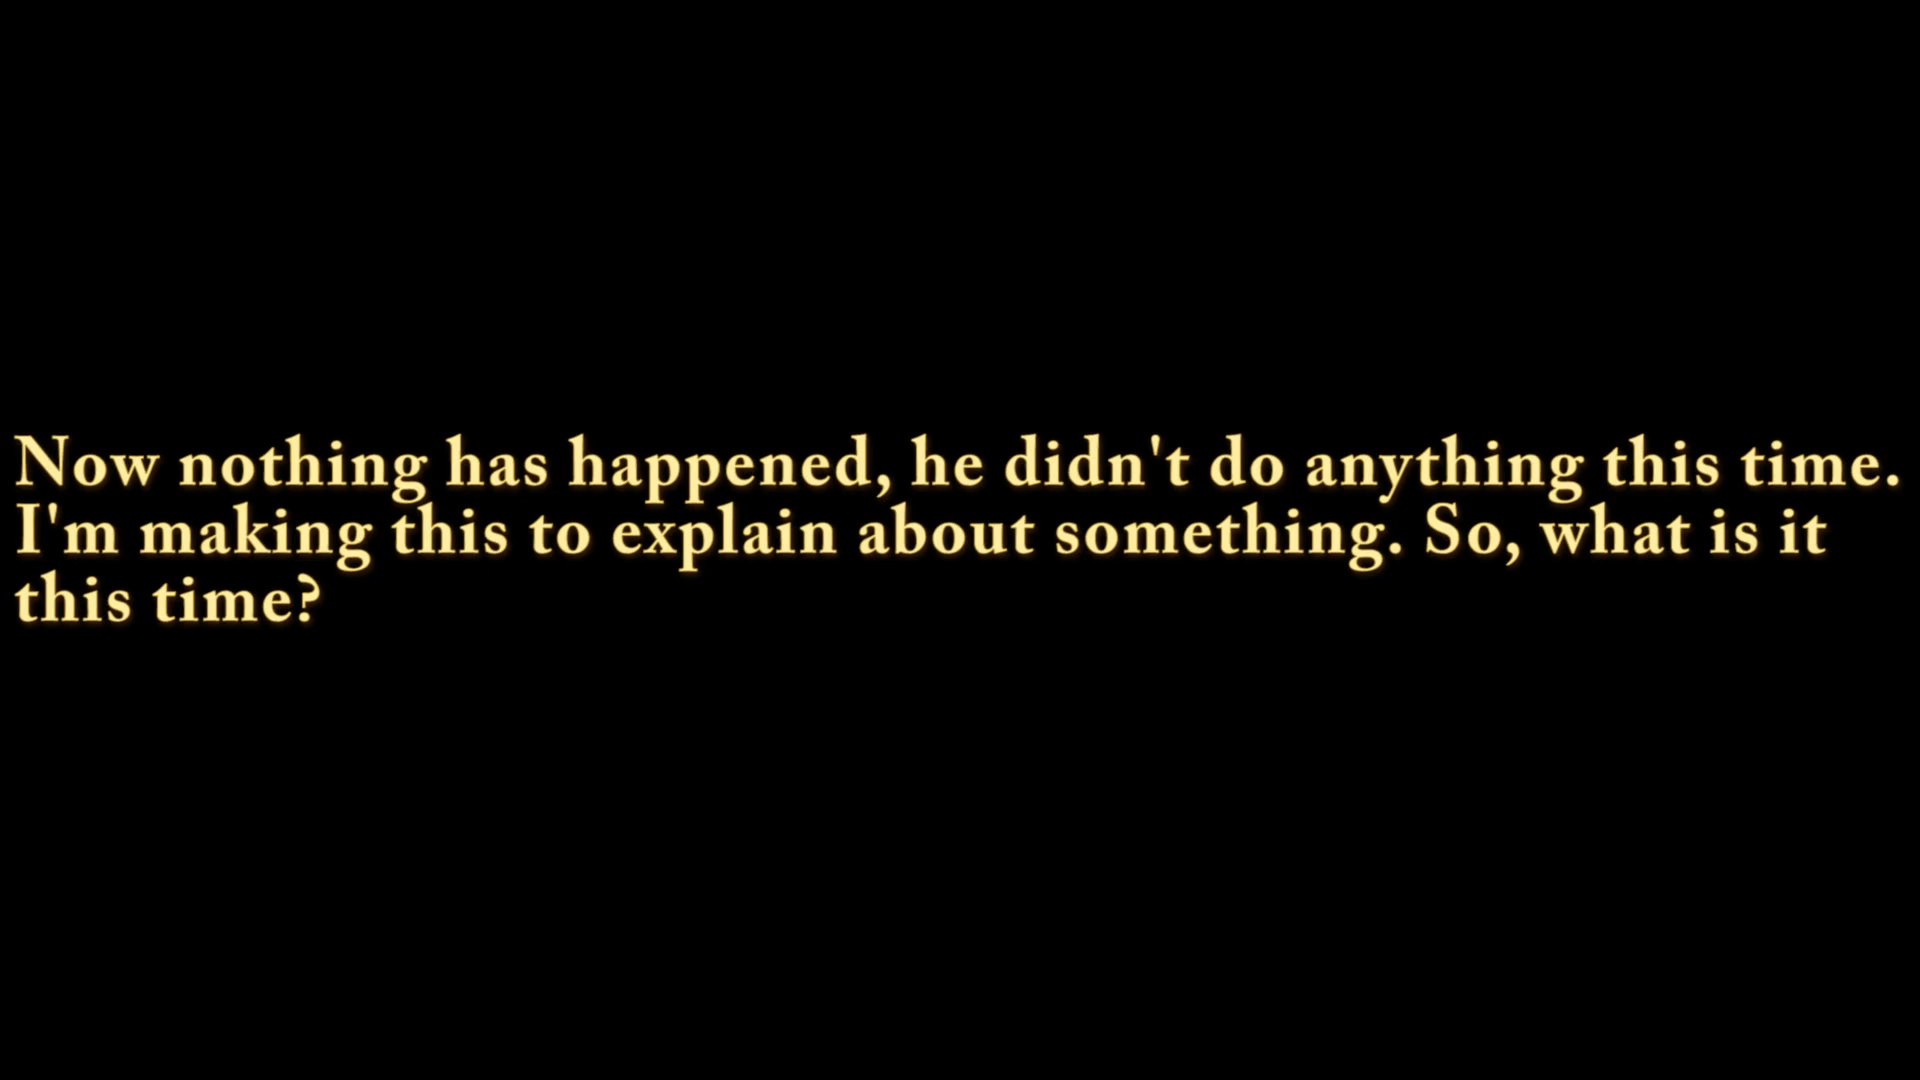 Now nothing has happened, he didn't do anything this time.
I'm making this to explain about something. So, what is it
this time?